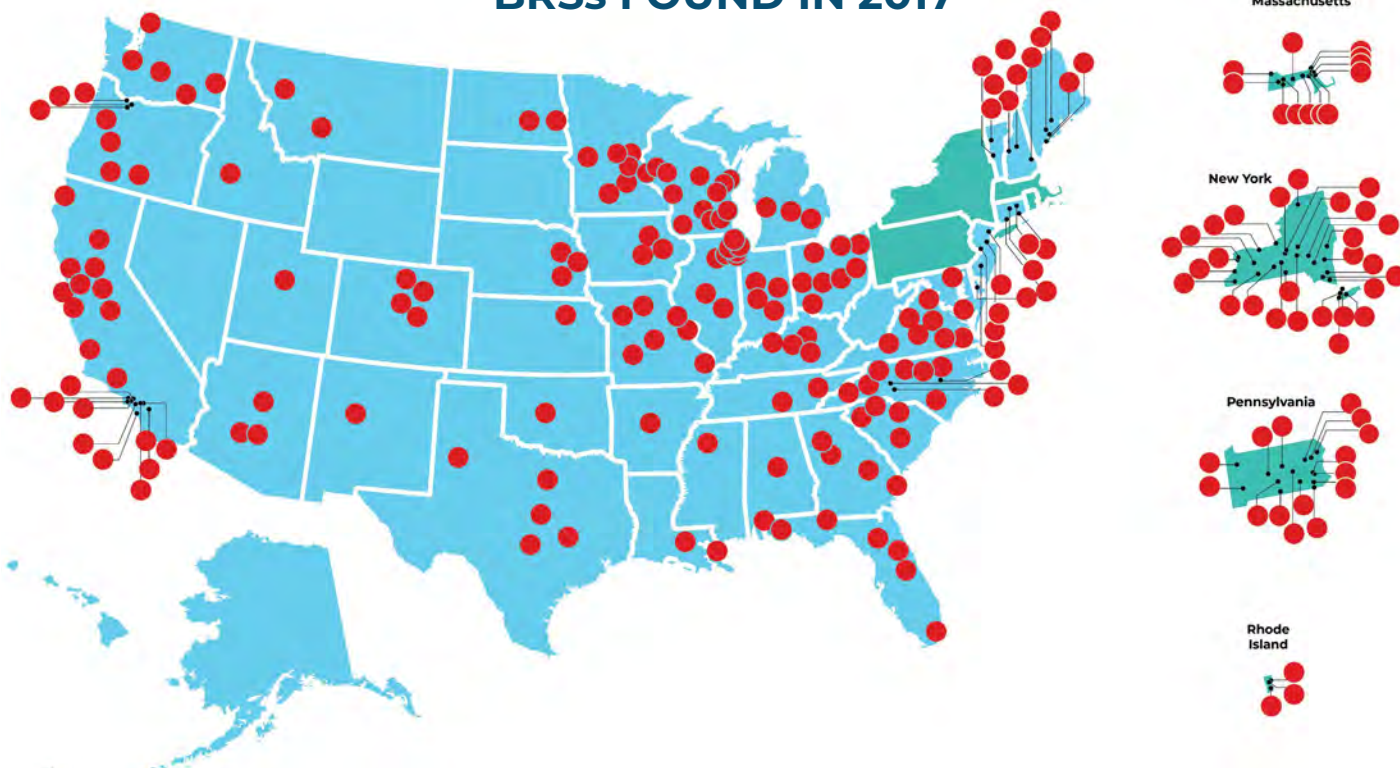 BRSs FOUND IN 2017
Massachusetts
New York
Pennsylvania
Rhode
Island